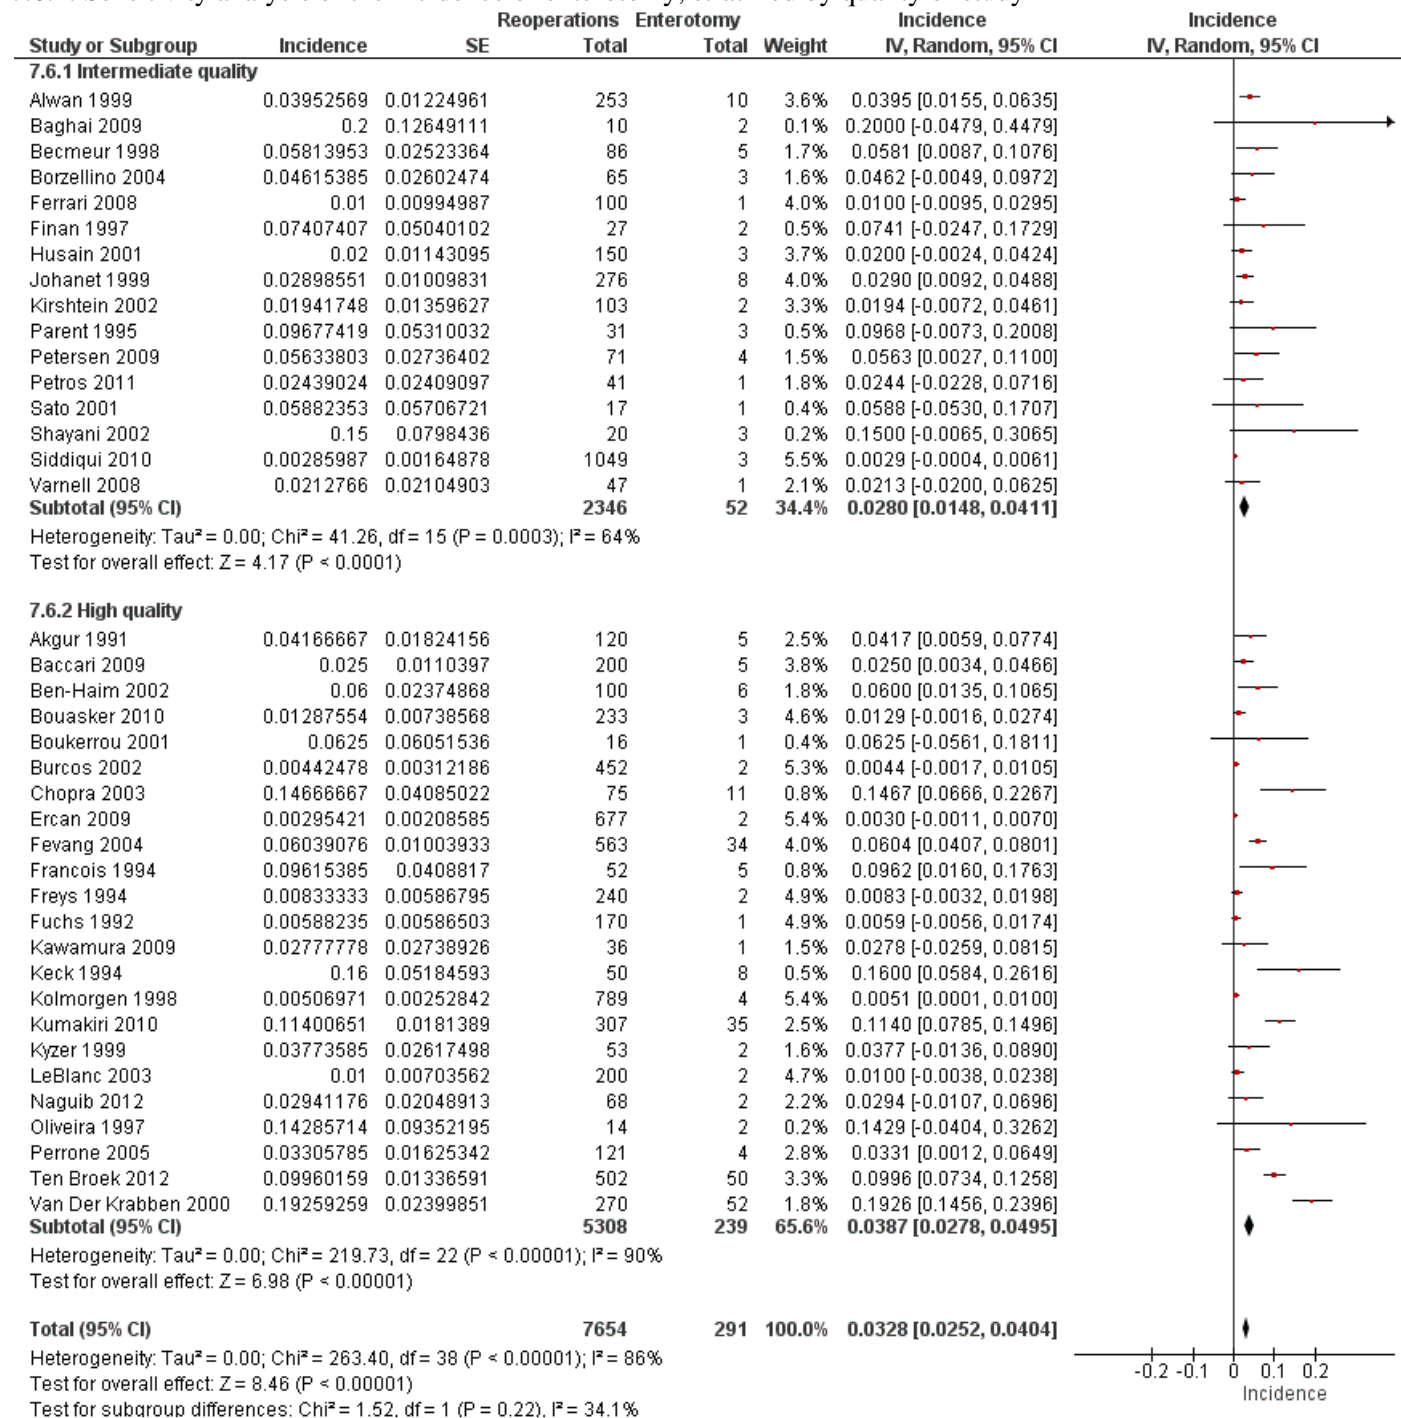 Reoperations Enterotomy Incidence Incidence
Study or Subgroup Incidence SE Total Total Weight IV, Random, 95% CI IV, Random, 95% CI
7.6.1 Intermediate quality
Alwan 1999 0.03952569 0.01224961 253 10 3.6% 0.0395 [0.0155, 0.0635]
Baghai 2009 0.2 0.12649111 10 2 0.1% 0.2000 [-0.0479, 0.4479]
Becmeur 1998 0.05813953 0.02523364 86 5 1.7% 0.0581 [0.0087, 0.1076]
Borzellino 2004 0.04615385 0.02602474 65 3 1.6% 0.0462 [-0.0049, 0.0972]
Ferrari 2008 0.01 0.00994987 100 1 4.0% 0.0100 [-0.0095, 0.0295]
Finan 1997 0.07407407 0.05040102 27 2 0.5% 0.0741 [-0.0247, 0.1729]
Husain 2001 0.02 0.01143095 150 3 3.7% 0.0200 [-0.0024, 0.0424]
Johanet 1999 0.02898551 0.01009831 276 8 4.0% 0.0290 [0.0092, 0.0488]
Kirshtein 2002 0.01941748 0.01359627 103 2 3.3% 0.0194 [-0.0072, 0.0461]
Parent 1995 0.09677419 0.05310032 31 3 0.5% 0.0968 [-0.0073, 0.2008]
Petersen 2009 0.05633803 0.02736402 71 4 1.5% 0.0563 [0.0027, 0.1100]
Petros 2011 0.02439024 0.02409097 41 1 1.8% 0.0244 [-0.0228, 0.0716]
Sato 2001 0.05882353 0.05706721 17 1 0.4% 0.0588 [-0.0530, 0.1707]
Shayani 2002 0.15 0.0798436 20 3 0.2% 0.1500 [-0.0065, 0.3065]
Siddiqui 2010 0.00285987 0.00164878 1049 3 5.5% 0.0029 [-0.0004, 0.0061]
Varnell 2008 0.0212766 0.02104903 47 1 2.1% 0.0213 [-0.0200, 0.0625]
Subtotal (95% CI) 2346 52 34.4% 0.0280 [0.0148, 0.0411]
Heterogeneity: Tau² = 0.00; Chi² = 41.26, df = 15 (P = 0.0003); I² = 64%
Test for overall effect: Z = 4.17 (P < 0.0001)
7.6.2 High quality
Akgur 1991 0.04166667 0.01824156 120 5 2.5% 0.0417 [0.0059, 0.0774]
Baccari 2009 0.025 0.0110397 200 5 3.8% 0.0250 [0.0034, 0.0466]
Ben-Haim 2002 0.06 0.02374868 100 6 1.8% 0.0600 [0.0135, 0.1065]
Bouasker 2010 0.01287554 0.00738568 233 3 4.6% 0.0129 [-0.0016, 0.0274]
Boukerrou 2001 0.0625 0.06051536 16 1 0.4% 0.0625 [-0.0561, 0.1811]
Burcos 2002 0.00442478 0.00312186 452 2 5.3% 0.0044 [-0.0017, 0.0105]
Chopra 2003 0.14666667 0.04085022 75 11 0.8% 0.1467 [0.0666, 0.2267]
Ercan 2009 0.00295421 0.00208585 677 2 5.4% 0.0030 [-0.0011, 0.0070]
Fevang 2004 0.06039076 0.01003933 563 34 4.0% 0.0604 [0.0407, 0.0801]
Francois 1994 0.09615385 0.0408817 52 5 0.8% 0.0962 [0.0160, 0.1763]
Freys 1994 0.00833333 0.00586795 240 2 4.9% 0.0083 [-0.0032, 0.0198]
Fuchs 1992 0.00588235 0.00586503 170 1 4.9% 0.0059 [-0.0056, 0.0174]
Kawamura 2009 0.02777778 0.02738926 36 1 1.5% 0.0278 [-0.0259, 0.0815]
Keck 1994 0.16 0.05184593 50 8 0.5% 0.1600 [0.0584, 0.2616]
Kolmorgen 1998 0.00506971 0.00252842 789 4 5.4% 0.0051 [0.0001, 0.0100]
Kumakiri 2010 0.11400651 0.0181389 307 35 2.5% 0.1140 [0.0785, 0.1496]
Kyzer 1999 0.03773585 0.02617498 53 2 1.6% 0.0377 [-0.0136, 0.0890]
LeBlanc 2003 0.01 0.00703562 200 2 4.7% 0.0100 [-0.0038, 0.0238]
Naguib 2012 0.02941176 0.02048913 68 2 2.2% 0.0294 [-0.0107, 0.0696]
Oliveira 1997 0.14285714 0.09352195 14 2 0.2% 0.1429 [-0.0404, 0.3262]
Perrone 2005 0.03305785 0.01625342 121 4 2.8% 0.0331 [0.0012, 0.0649]
Ten Broek 2012 0.09960159 0.01336591 502 50 3.3% 0.0996 [0.0734, 0.1258]
Van Der Krabben 2000 0.19259259 0.02399851 270 52 1.8% 0.1926 [0.1456, 0.2396]
Subtotal (95% CI) 5308 239 65.6% 0.0387 [0.0278, 0.0495]
Heterogeneity: Tau² = 0.00; Chi² = 219.73, df = 22 (P < 0.00001); I² = 90%
Test for overall effect: Z = 6.98 (P < 0.00001)
Total (95% CI) 7654 291 100.0% 0.0328 [0.0252, 0.0404]
Heterogeneity: Tau² = 0.00; Chi² = 263.40, df = 38 (P < 0.00001); I² = 86%
Test for overall effect: Z = 8.46 (P < 0.00001)
Test for subgroup differences: Chi² = 1.52, df = 1 (P = 0.22), I² = 34.1%
-0.2 -0.1 0 0.1 0.2
Incidence